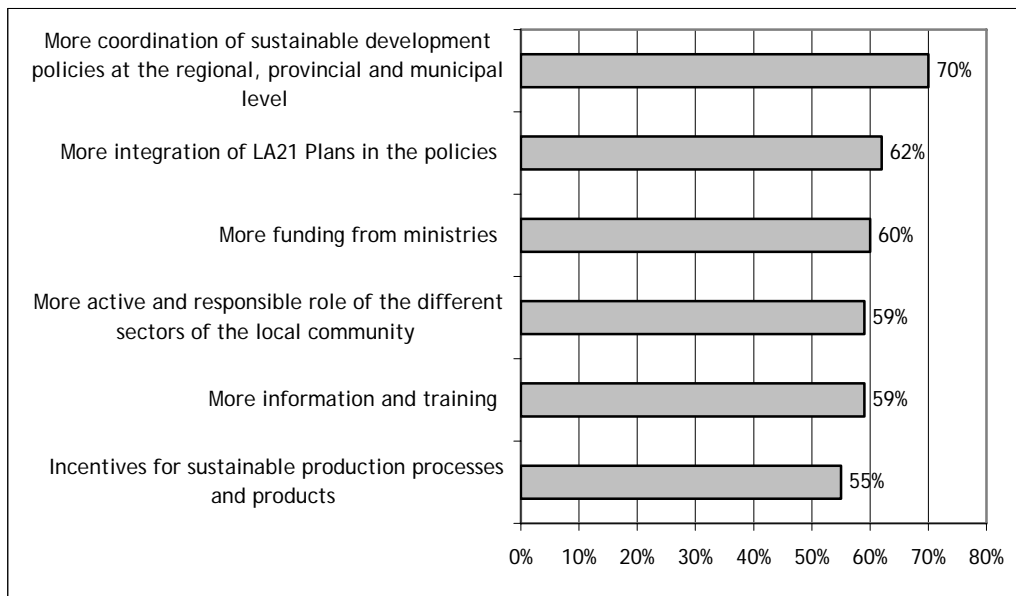 More coordination of sustainable development
policies at the regional, provincial and municipal
level
70%
More integration of LA21 Plans in the policies
62%
More funding from ministries
60%
More active and responsible role of the different
sectors of the local community
59%
More information and training
59%
Incentives for sustainable production processes
and products
55%
0% 10% 20% 30% 40% 50% 60% 70% 80%